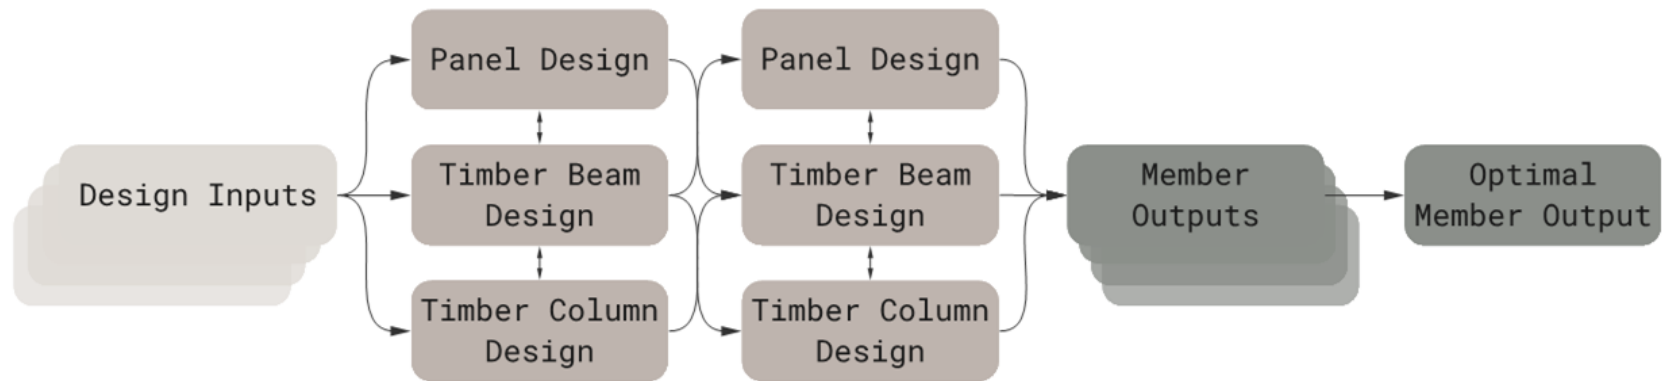 Design Inputs
Panel Design
Timber Beam
Design
Timber Column
Design
Panel Design
Timber Beam
Design
Timber Column
Design
Member
Outputs
Optimal
Member Output